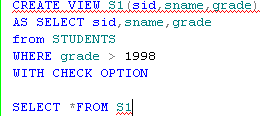 CREATE VIEW S1(sid,sname,grade)
AS SELECT sid,sname,grade
from STUDENTS
WHERE grade > 1998
WITH CHECK OPTION
SELECT *FROM S1